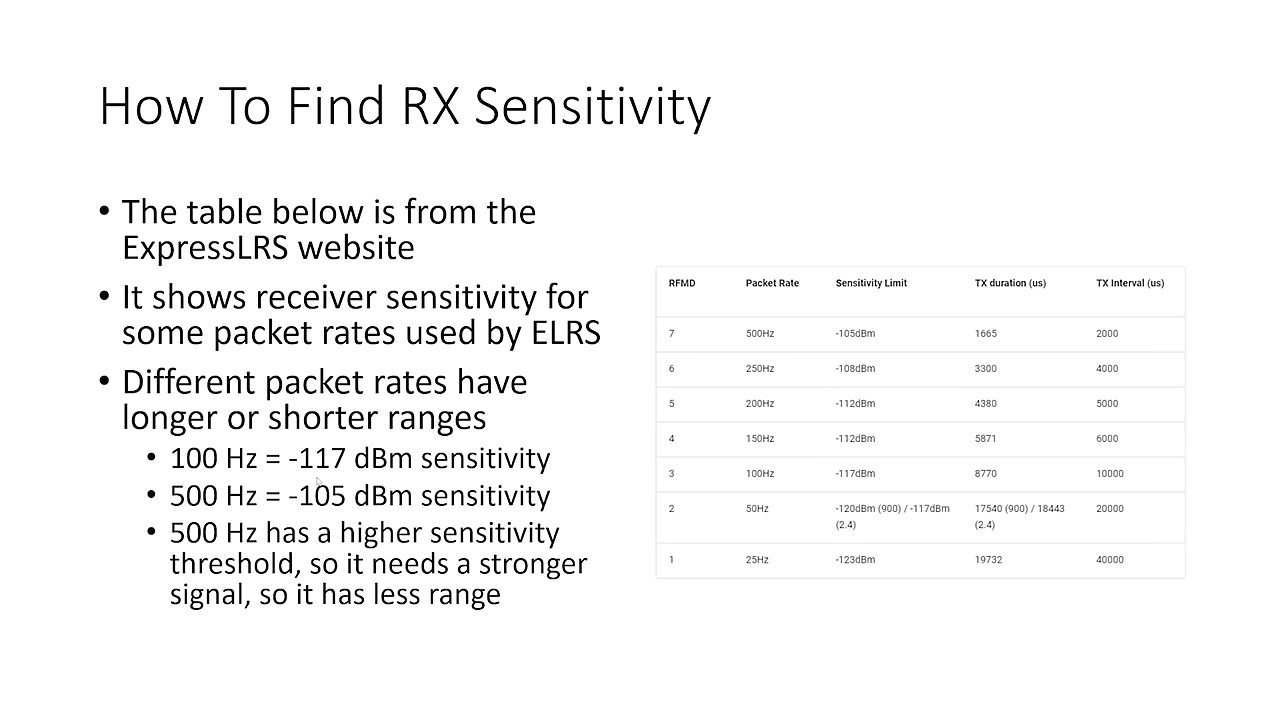 How To Find RX Sensitivity
• The table below is from the
ExpressLRS website
• It shows receiver sensitivity for
some packet rates used by ELRS
• Different packet rates have
longer or shorter ranges
• 100 Hz = -117 dBm sensitivity
• 500 Hz = -105 dBm sensitivity
• 500 Hz has a higher sensitivity
threshold, so it needs a stronger
signal, so it has less range
RFMD Packet Rate Sensitivity Limit TX duration (us) TX Interval (us)
7 500Hz -105dBm 1665 2000
6 250Hz -108dBm 3300 4000
5 200Hz -112dBm 4380 5000
4 150Hz -112dBm 5871 6000
3 100Hz -117dBm 8770 10000
2 50Hz -120dBm (900) / -117dBm 17540 (900) / 18443 20000
(2.4) (2.4)
1 25Hz -123dBm 19732 40000